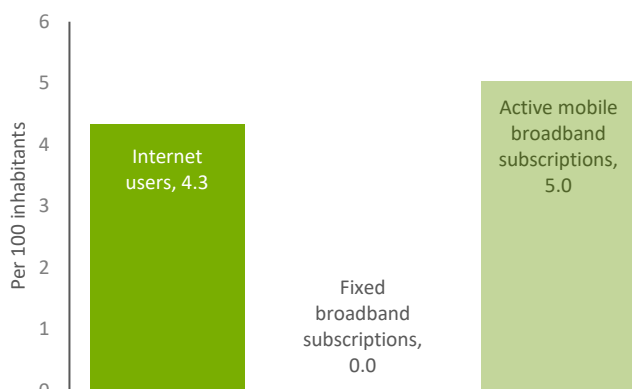 6
5
4
3
2
1
0
Per 100 inhabitants
Internet
users, 4.3
Fixed
broadband
subscriptions,
0.0
Active mobile
broadband
subscriptions,
5.0